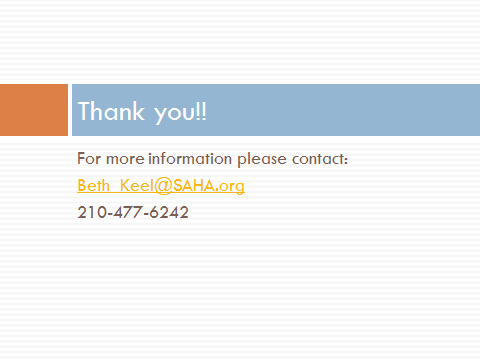 Thank you!!
For more information please contact:
Beth_Keel@SAHA.org
210-477-6242